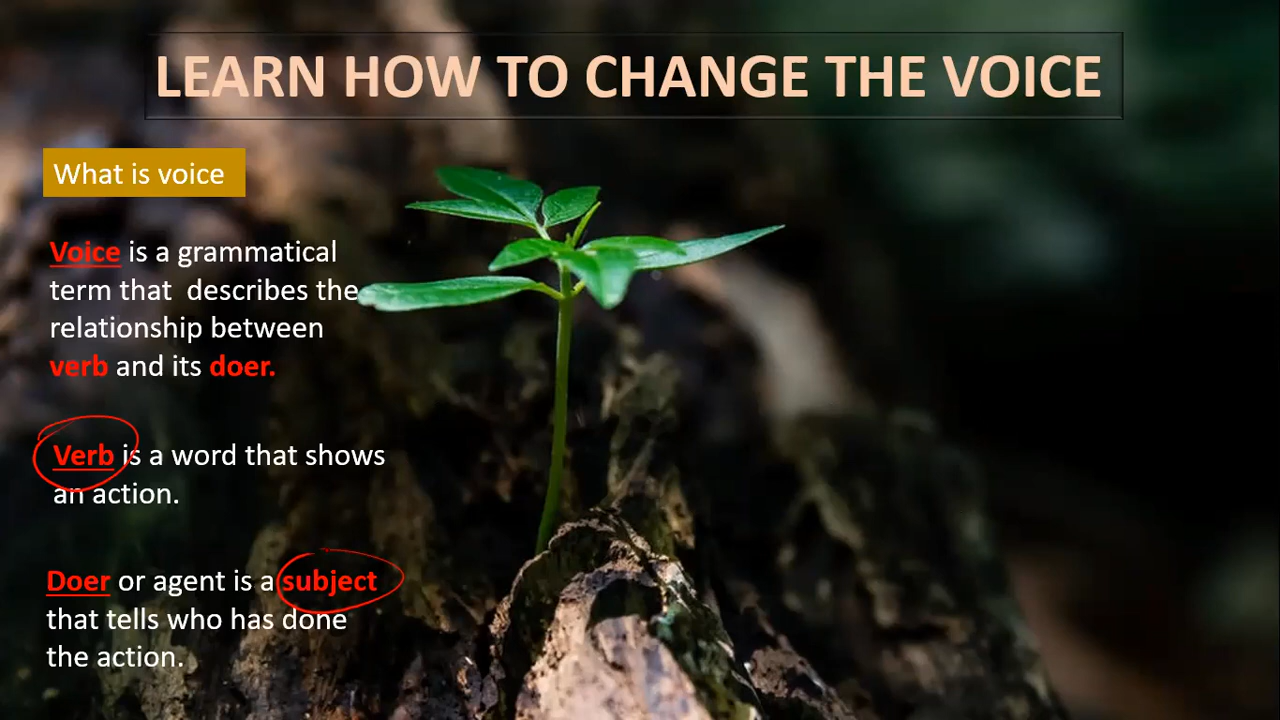 LEARN HOW TO CHANGE THE VOICE
What is voice
Voice is a grammatical
term that describes the
relationship between
verb and its doer.
Verb is a word that shows
an action.
Doer or agent is a subject
that tells who has done
the action.